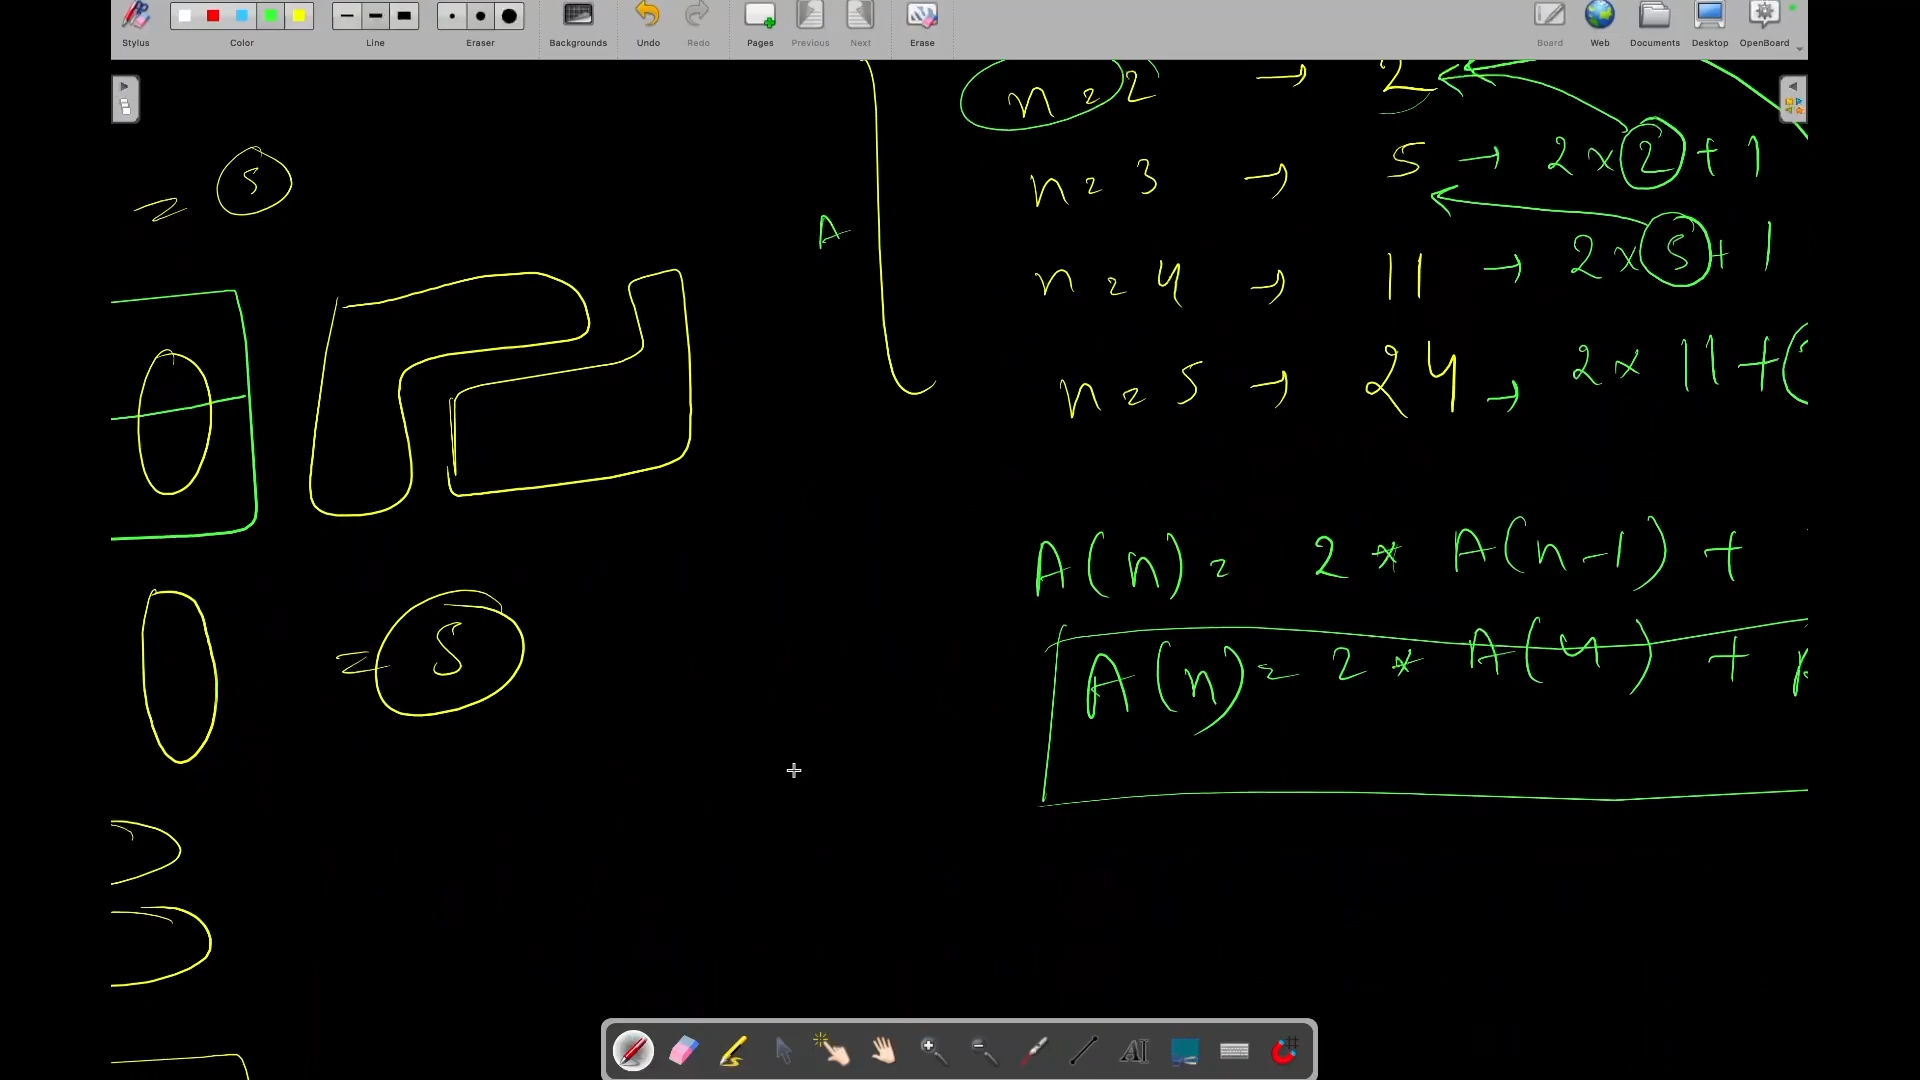 Stylus Color Line Eraser Backgrounds Undo Redo Pages Previous Next Erase Board Web Documents Desktop OpenBoard
n = 2 → 2
n = 3 → 5 → 2 x 2 + 1
= 5
A
n = 4 → 11 → 2 x 5 + 1
n = 5 → 24 → 2 x 11 + (
A(n) = 2 * A(n-1) +
A(n) = 2 * A(4) +
= 5
AI